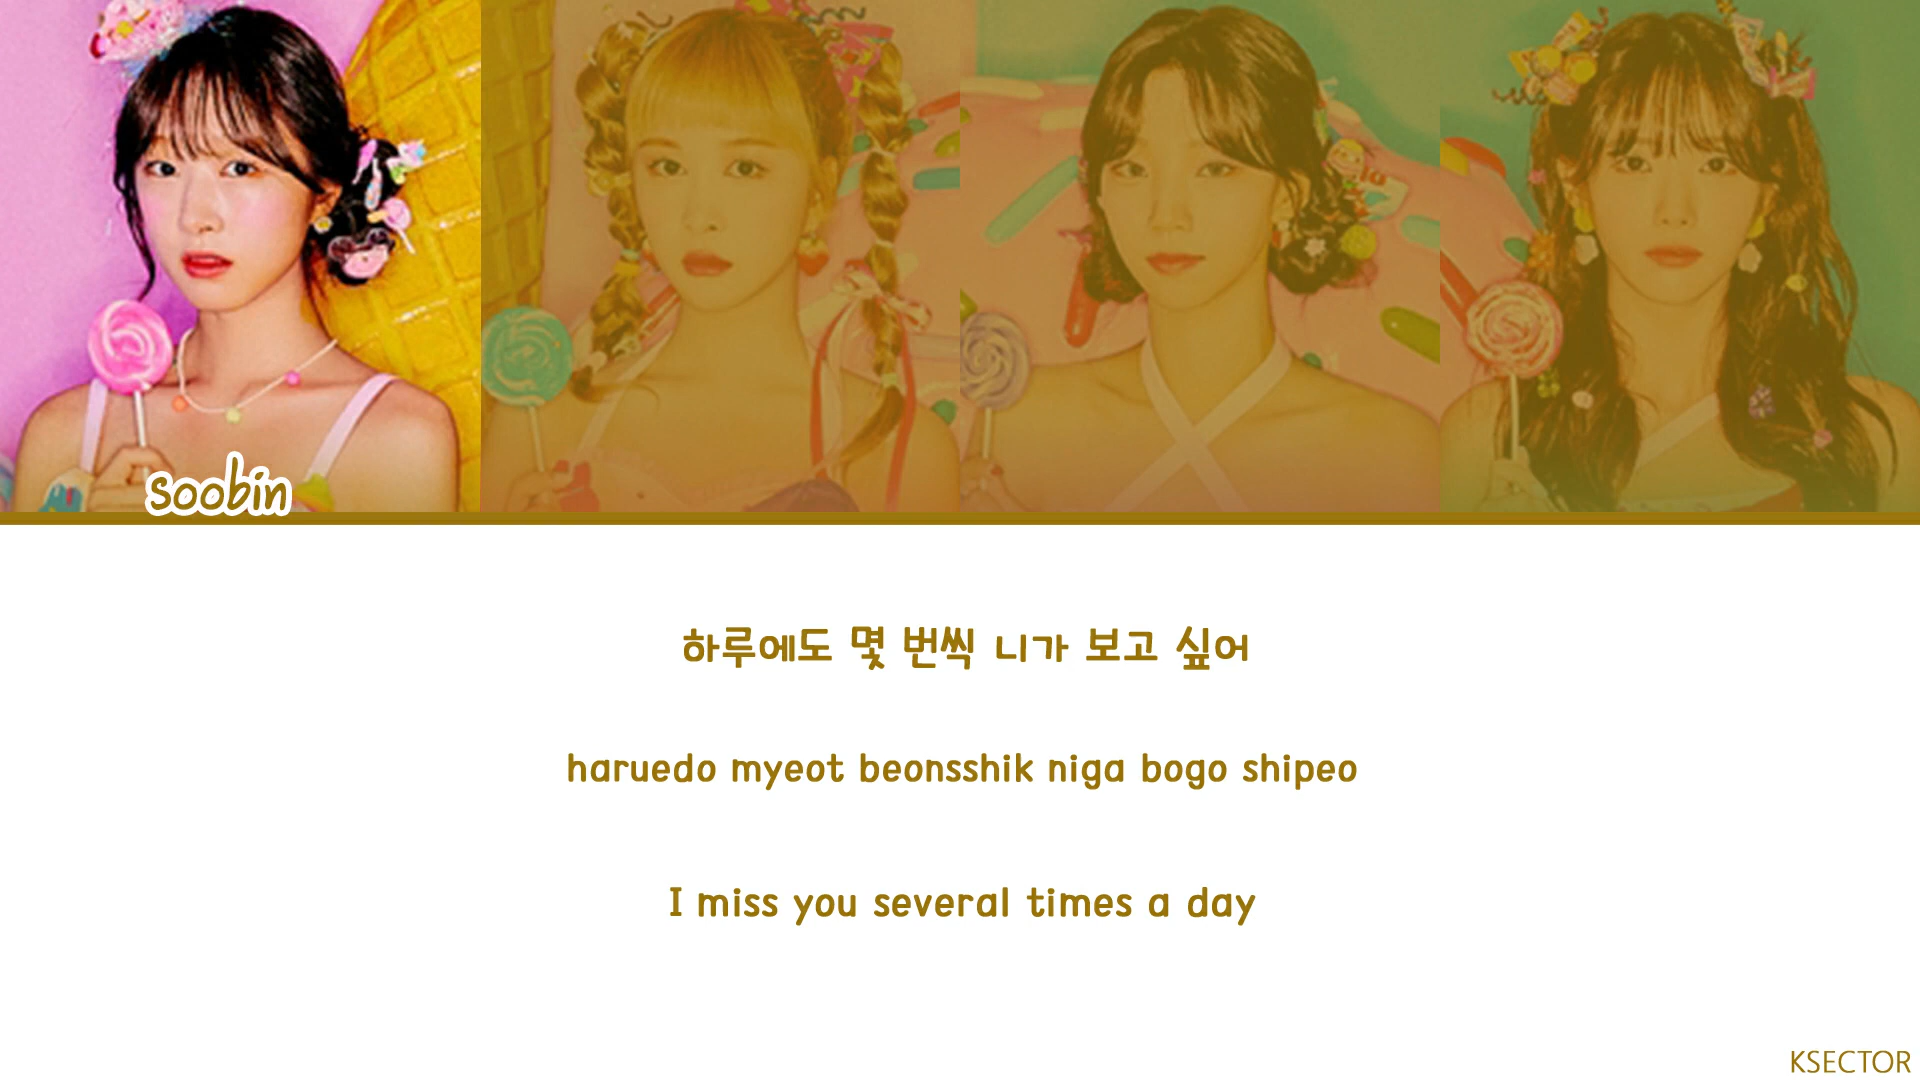 soobin
하루에도 몇 번씩 니가 보고 싶어
haruedo myeot beonsshik niga bogo shipeo
I miss you several times a day
KSECTOR